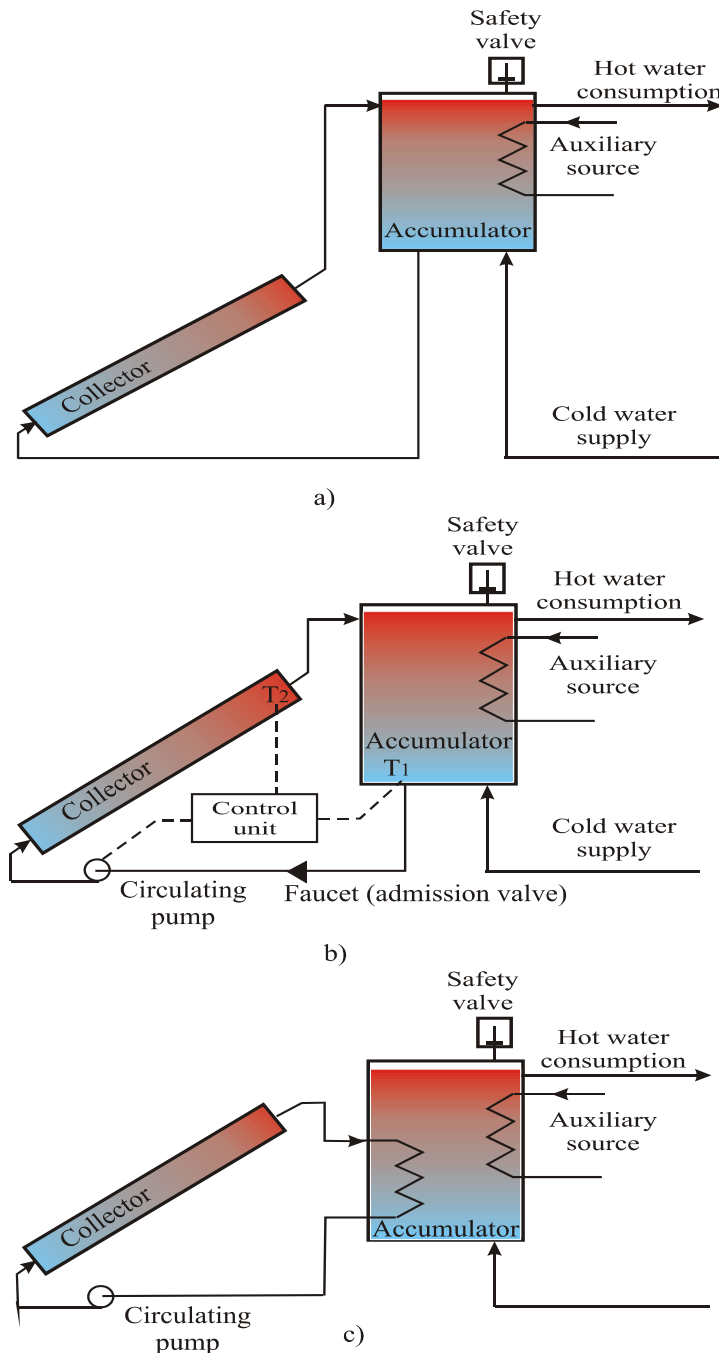 Safety
valve
Hot water
consumption
Auxiliary
source
Accumulator
Collector
Cold water
supply
a)
Safety
valve
Hot water
consumption
Auxiliary
source
T2
Accumulator
T1
Collector
Control
unit
Cold water
supply
Circulating
pump
Faucet (admission valve)
b)
Safety
valve
Hot water
consumption
Auxiliary
source
Collector
Accumulator
Circulating
pump
c)